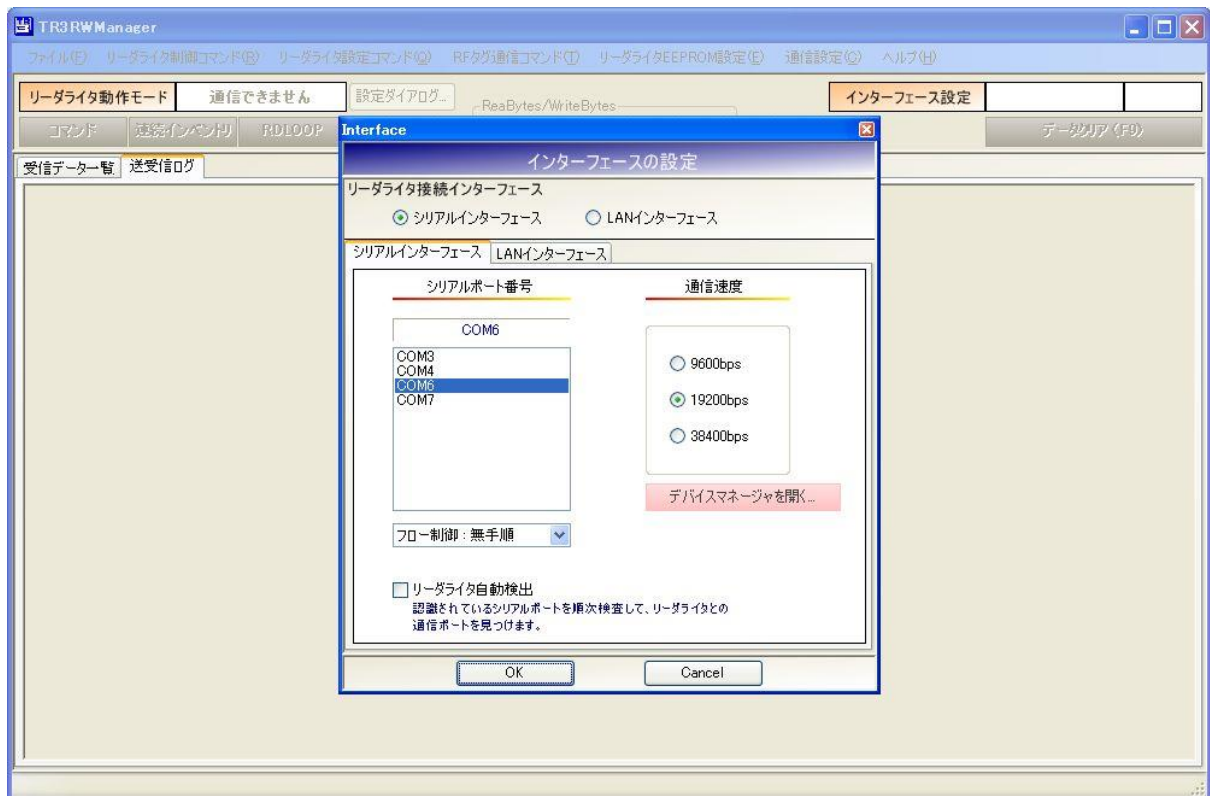 TR3RWManager
ファイル(F) リーダライタ制御コマンド(R) リーダライタ設定コマンド(Q) RFタグ通信コマンド(T) リーダライタEEPROM設定(E) 通信設定(C) ヘルプ(H)
リーダライタ動作モード 通信できません 設定ダイアログ... ReaBytes/WriteBytes インターフェース設定
コマンド 連続インベントリ RDLOOP データクリア (F9)
受信データ一覧 送受信ログ
Interface
インターフェースの設定
リーダライタ接続インターフェース
シリアルインターフェース LANインターフェース
シリアルインターフェース LANインターフェース
シリアルポート番号 通信速度
COM6
COM3
COM4
COM6
COM7
9600bps
19200bps
38400bps
デバイスマネージャを開く...
フロー制御 : 無手順
リーダライタ自動検出
認識されているシリアルポートを順次検査して、リーダライタとの
通信ポートを見つけます。
OK Cancel